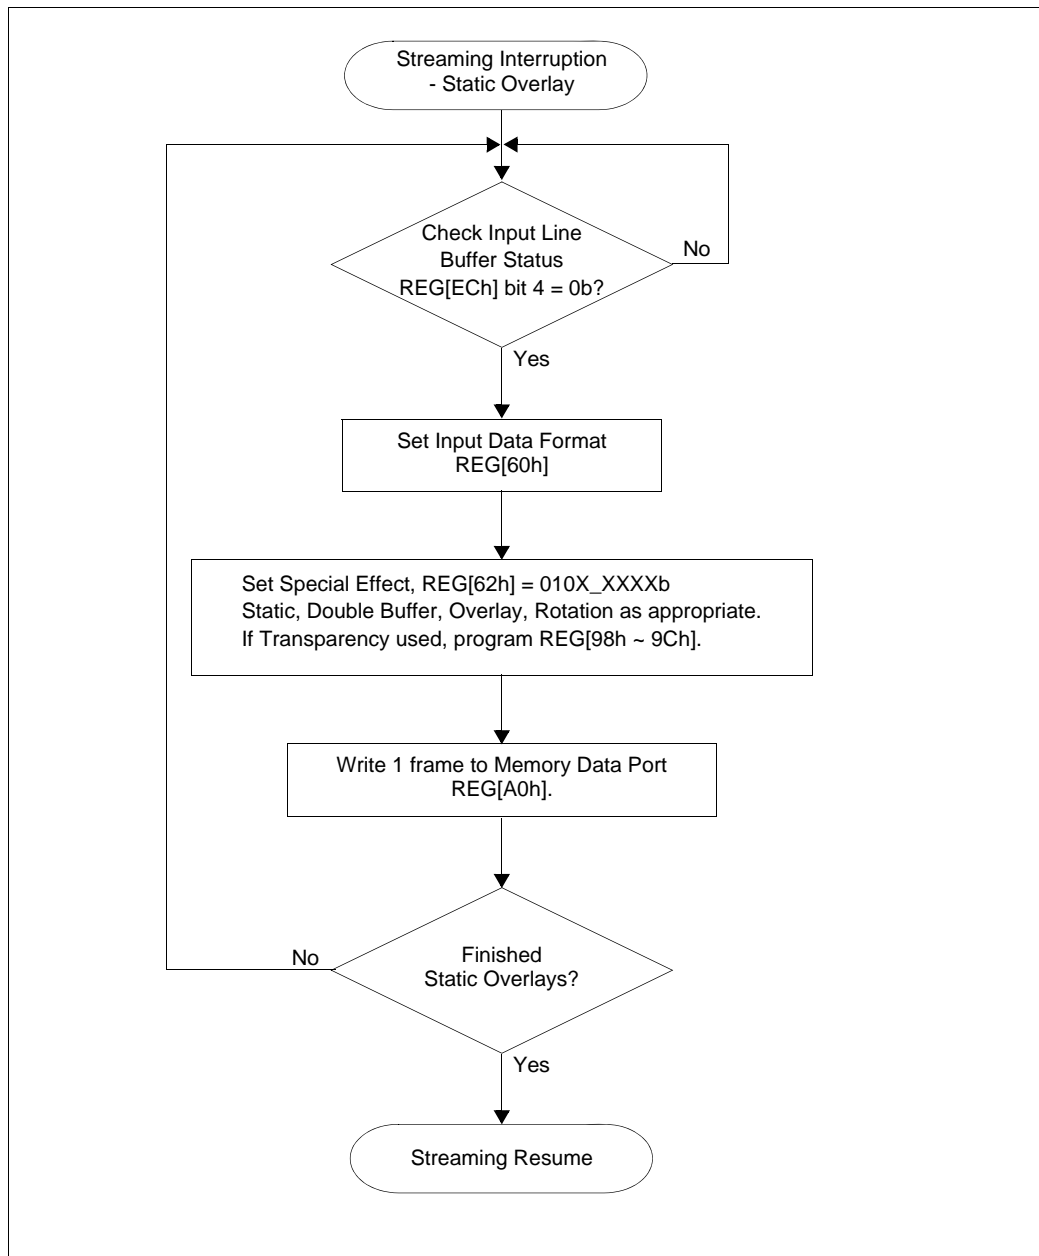 Streaming Interruption
- Static Overlay
Check Input Line
Buffer Status
REG[ECh] bit 4 = 0b?
No
Yes
Set Input Data Format
REG[60h]
Set Special Effect, REG[62h] = 010X_XXXXb
Static, Double Buffer, Overlay, Rotation as appropriate.
If Transparency used, program REG[98h ~ 9Ch].
Write 1 frame to Memory Data Port
REG[A0h].
No
Finished
Static Overlays?
Yes
Streaming Resume